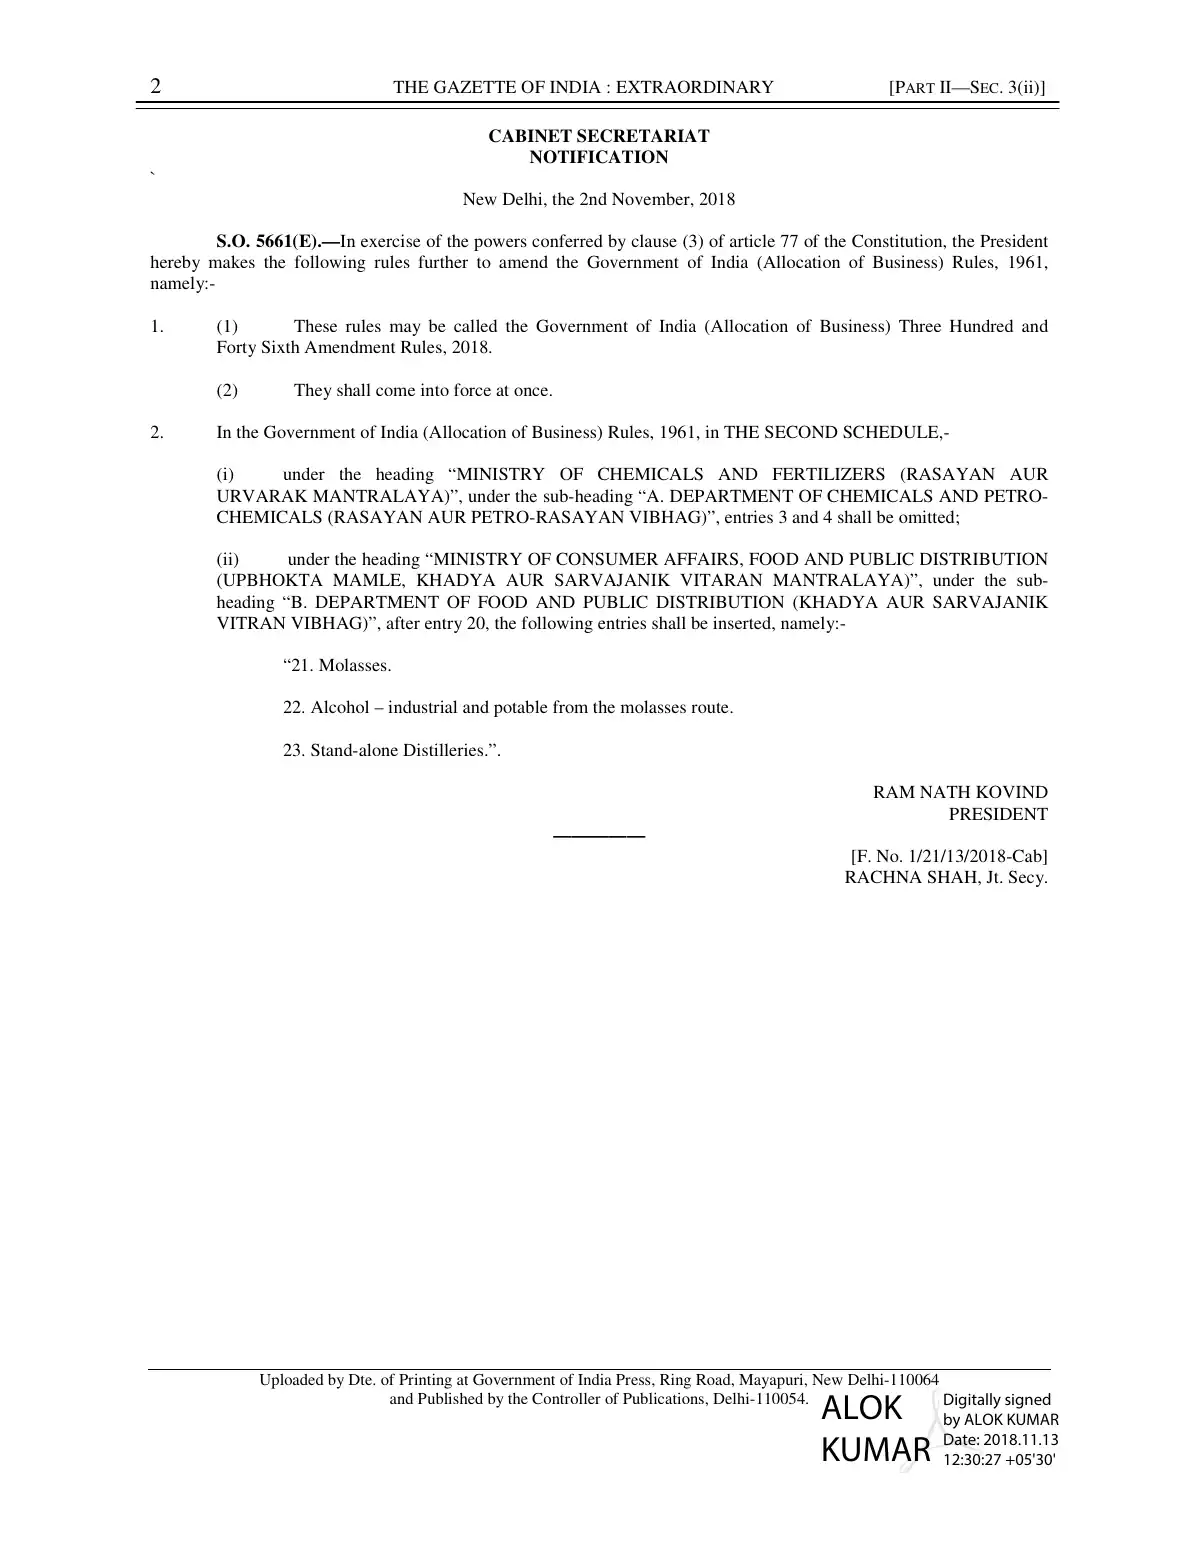 2 THE GAZETTE OF INDIA : EXTRAORDINARY [PART II—SEC. 3(ii)]
CABINET SECRETARIAT
NOTIFICATION
`
New Delhi, the 2nd November, 2018
S.O. 5661(E).—In exercise of the powers conferred by clause (3) of article 77 of the Constitution, the President
hereby makes the following rules further to amend the Government of India (Allocation of Business) Rules, 1961,
namely:-
1. (1) These rules may be called the Government of India (Allocation of Business) Three Hundred and
Forty Sixth Amendment Rules, 2018.
(2) They shall come into force at once.
2. In the Government of India (Allocation of Business) Rules, 1961, in THE SECOND SCHEDULE,-
(i) under the heading “MINISTRY OF CHEMICALS AND FERTILIZERS (RASAYAN AUR
URVARAK MANTRALAYA)”, under the sub-heading “A. DEPARTMENT OF CHEMICALS AND PETRO-
CHEMICALS (RASAYAN AUR PETRO-RASAYAN VIBHAG)”, entries 3 and 4 shall be omitted;
(ii) under the heading “MINISTRY OF CONSUMER AFFAIRS, FOOD AND PUBLIC DISTRIBUTION
(UPBHOKTA MAMLE, KHADYA AUR SARVAJANIK VITARAN MANTRALAYA)”, under the sub-
heading “B. DEPARTMENT OF FOOD AND PUBLIC DISTRIBUTION (KHADYA AUR SARVAJANIK
VITRAN VIBHAG)”, after entry 20, the following entries shall be inserted, namely:-
“21. Molasses.
22. Alcohol – industrial and potable from the molasses route.
23. Stand-alone Distilleries.”.
RAM NATH KOVIND
PRESIDENT
[F. No. 1/21/13/2018-Cab]
RACHNA SHAH, Jt. Secy.
Uploaded by Dte. of Printing at Government of India Press, Ring Road, Mayapuri, New Delhi-110064
and Published by the Controller of Publications, Delhi-110054.
ALOK
KUMAR
Digitally signed
by ALOK KUMAR
Date: 2018.11.13
12:30:27 +05'30'